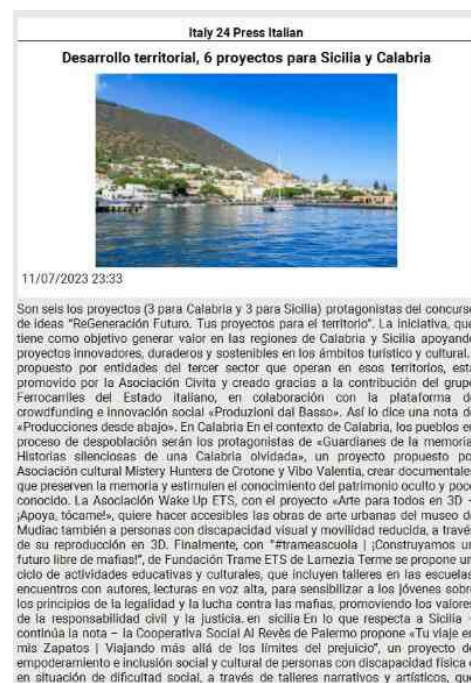 Italy 24 Press Italian
Desarrollo territorial, 6 proyectos para Sicilia y Calabria
11/07/2023 23:33
Son seis los proyectos (3 para Calabria y 3 para Sicilia) protagonistas del concurso
de ideas "ReGeneración Futuro. Tus proyectos para el territorio". La iniciativa, que
tiene como objetivo generar valor en las regiones de Calabria y Sicilia apoyando
proyectos innovadores, duraderos y sostenibles en los ámbitos turístico y cultural.
propuesto por entidades del tercer sector que operan en esos territorios, está
promovido por la Asociación Civita y creado gracias a la contribución del grupo
Ferrocarriles del Estado italiano, en colaboración con la plataforma de
crowdfunding e innovación social «Produzioni dal Basso». Así lo dice una nota de
«Producciones desde abajo». En Calabria En el contexto de Calabria, los pueblos en
proceso de despoblación serán los protagonistas de «Guardianes de la memoria
Historias silenciosas de una Calabria olvidada», un proyecto propuesto por
Asociación cultural Mistery Hunters de Crotone y Vibo Valentia, crear documentales
que preserven la memoria y estimulen el conocimiento del patrimonio oculto y poco
conocido. La Asociación Wake Up ETS, con el proyecto «Arte para todos en 3D –
¡Apoya, tócame!», quiere hacer accesibles las obras de arte urbanas del museo de
Mudiac también a personas con discapacidad visual y movilidad reducida, a través
de su reproducción en 3D. Finalmente, con "#trameascuola | ¡Construyamos un
futuro libre de mafias!", de Fundación Trame ETS de Lamezia Terme se propone un
ciclo de actividades educativas y culturales, que incluyen talleres en las escuelas,
encuentros con autores, lecturas en voz alta, para sensibilizar a los jóvenes sobre
los principios de la legalidad y la lucha contra las mafias, promoviendo los valores
de la responsabilidad civil y la justicia. en sicilia En lo que respecta a Sicilia –
continúa la nota – la Cooperativa Social Al Revès de Palermo propone «Tu viaje en
mis Zapatos | Viajando más allá de los límites del prejuicio", un proyecto de
empoderamiento e inclusión social y cultural de personas con discapacidad física o
en situación de dificultad social, a través de talleres narrativos y artísticos, que